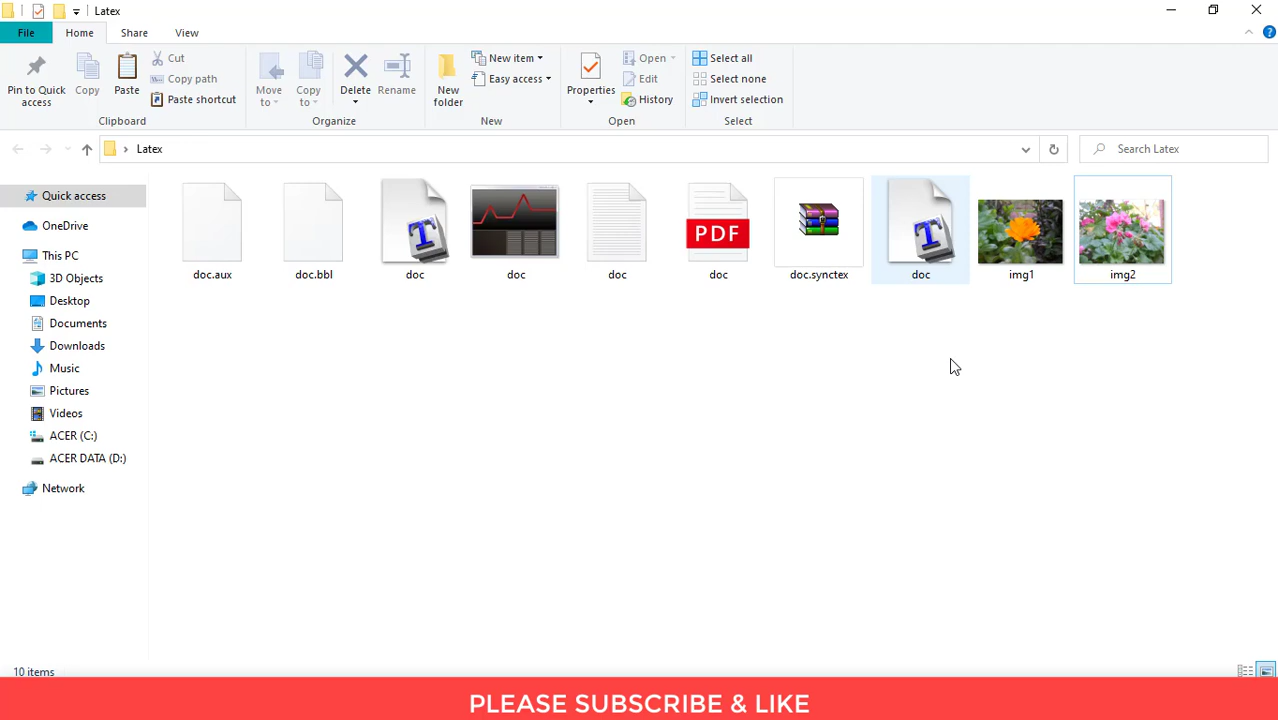 Latex
File Home Share View
Pin to Quick access
Copy
Paste
Cut
Copy path
Paste shortcut
Clipboard
Move to
Copy to
Delete
Rename
Organize
New folder
New item
Easy access
New
Properties
Open
Edit
History
Open
Select all
Select none
Invert selection
Select
Latex
Search Latex
Quick access
OneDrive
This PC
3D Objects
Desktop
Documents
Downloads
Music
Pictures
Videos
ACER (C:)
ACER DATA (D:)
Network
T
PDF
T
doc.aux doc.bbl doc doc doc doc doc.synctex doc img1 img2
10 items
PLEASE SUBSCRIBE & LIKE